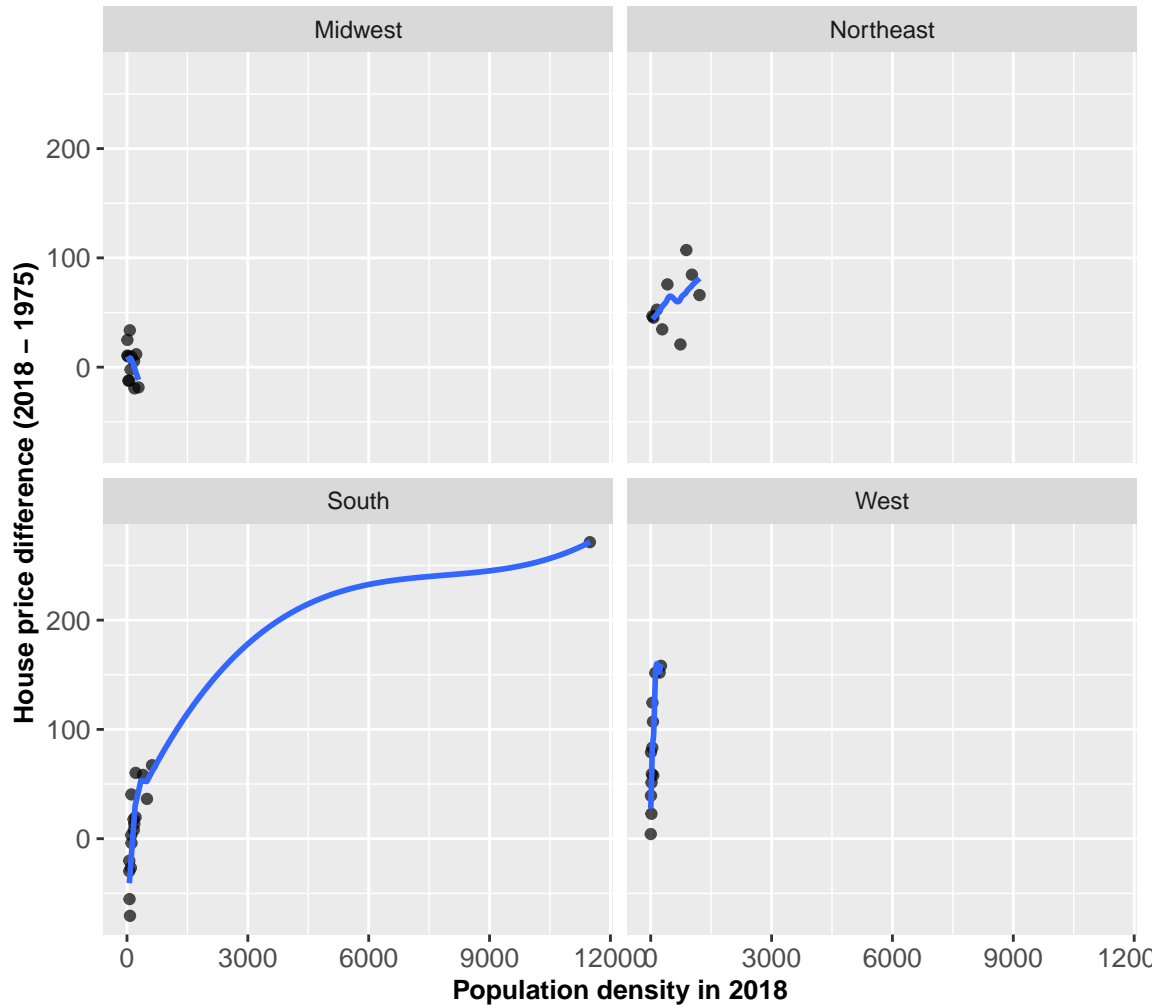 Midwest
Northeast
200
100
0
South
West
200
100
0
0
3000
6000
9000
12000
0
3000
6000
9000
1200
Population density in 2018
House price difference (2018 – 1975)